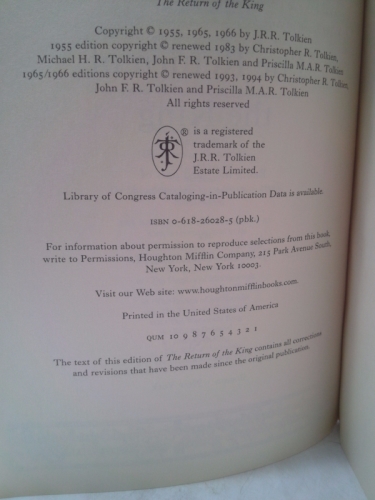 The Return of the King
Copyright © 1955, 1965, 1966 by J.R.R. Tolkien
1955 edition copyright © renewed 1983 by Christopher R. Tolkien,
Michael H. R. Tolkien, John F. R. Tolkien and Priscilla M.A.R. Tolkien
1965/1966 editions copyright © renewed 1993, 1994 by Christopher R. Tolkien,
John F. R. Tolkien and Priscilla M.A.R. Tolkien
All rights reserved
® is a registered
trademark of the
J.R.R. Tolkien
Estate Limited.
Library of Congress Cataloging-in-Publication Data is available.
ISBN 0-618-26028-5 (pbk.)
For information about permission to reproduce selections from this book,
write to Permissions, Houghton Mifflin Company, 215 Park Avenue South,
New York, New York 10003.
Visit our Web site: www.houghtonmifflinbooks.com.
Printed in the United States of America
QUM 10 9 8 7 6 5 4 3 2 1
The text of this edition of The Return of the King contains all corrections
and revisions that have been made since the original publication.